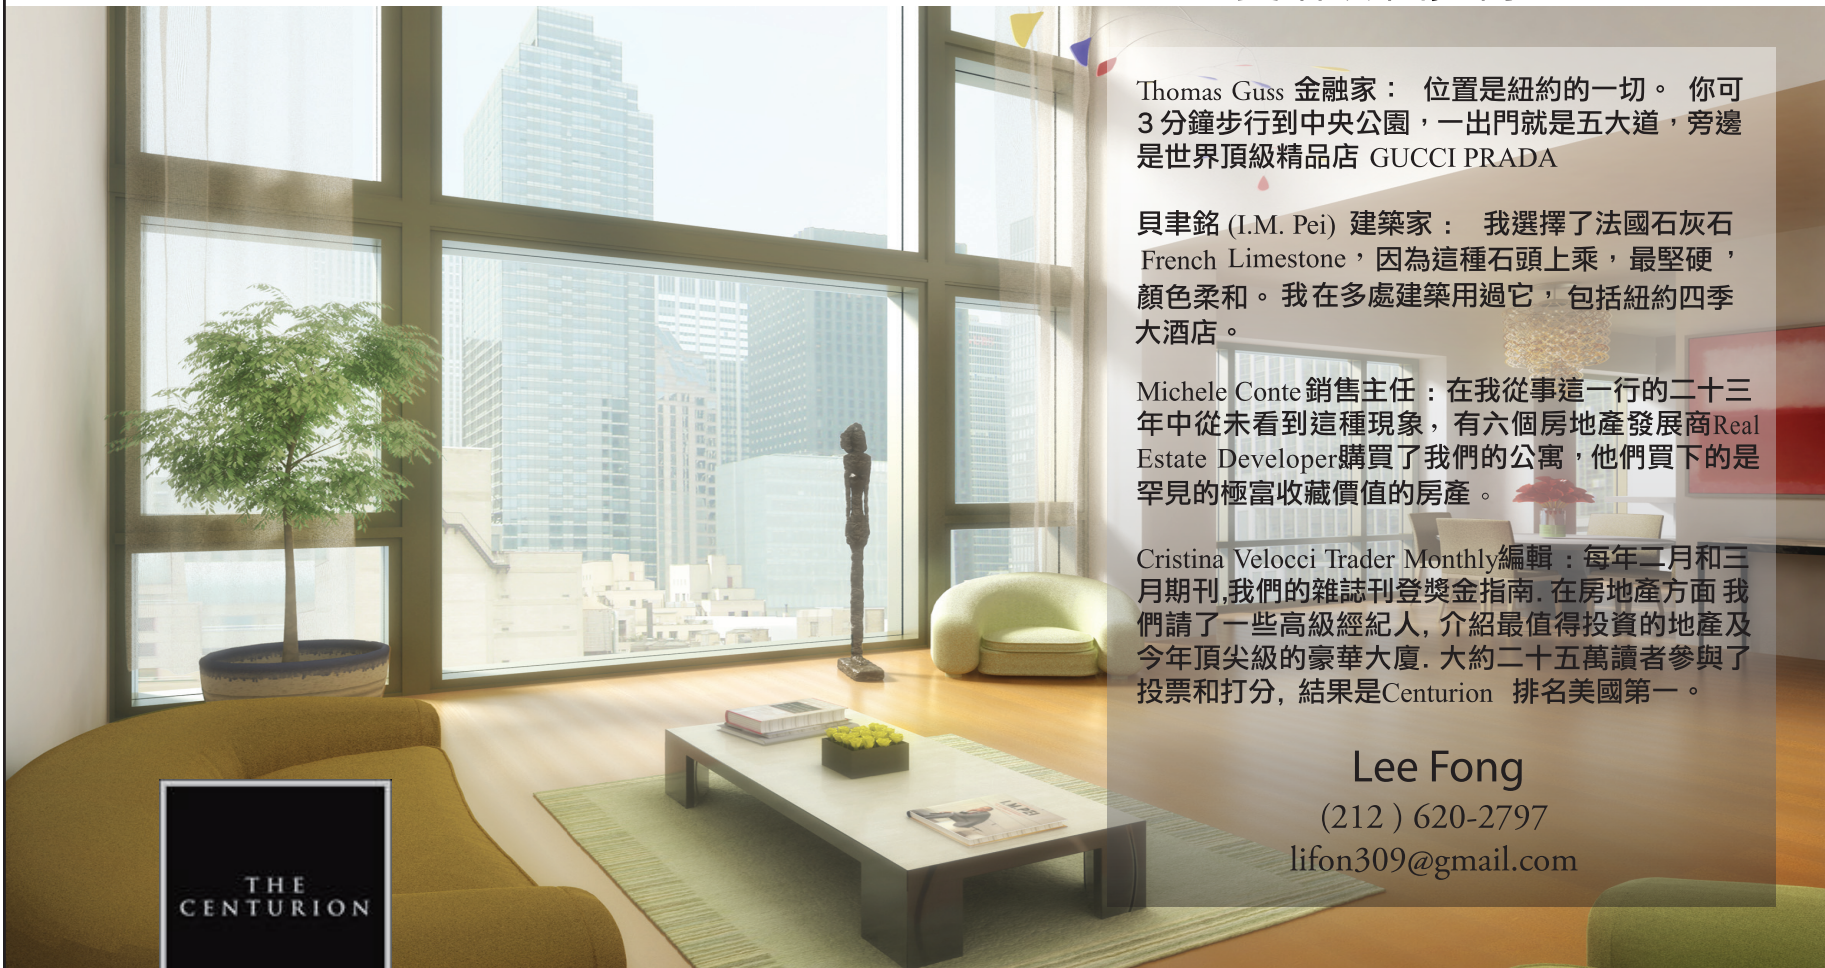 Thomas Guss 金融家： 位置是紐約的一切。 你可
3 分鐘步行到中央公園，一出門就是五大道，旁邊
是世界頂級精品店 GUCCI PRADA
貝聿銘 (I.M. Pei) 建築家： 我選擇了法國石灰石
French Limestone，因為這種石頭上乘，最堅硬，
顏色柔和。我在多處建築用過它， 包括紐約四季
大酒店。
Michele Conte銷售主任：在我從事這一行的二十三
年中從未看到這種現象，有六個房地產發展商Real
Estate Developers購買了我們的公寓，他們買下的是
罕見的極富收藏價值的房產。
Cristina Velocci Trader Monthly編輯：每年二月和三
月期刊,我們的雜誌刊登獎金指南. 在房地產方面 我
們請了一些高級經紀人, 介紹最值得投資的地產及
今年頂尖級的豪華大廈. 大約二十五萬讀者參與了
投票和打分, 結果是Centurion 排名美國第一。
Lee Fong
(212 ) 620-2797
lifon309@gmail.com
I.M.PEI
THE
CENTURION